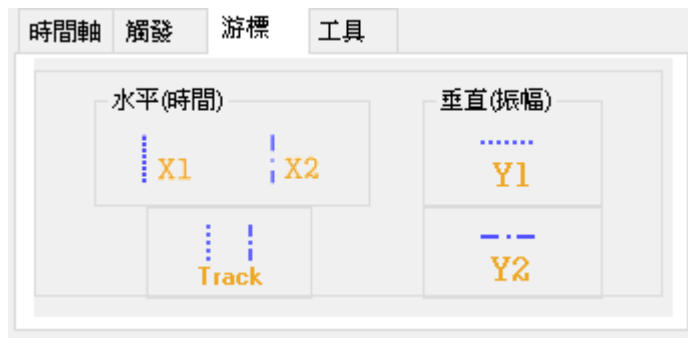 時間軸 觸發 游標 工具
水平(時間) 垂直(振幅)
X1 X2 Y1
Track Y2